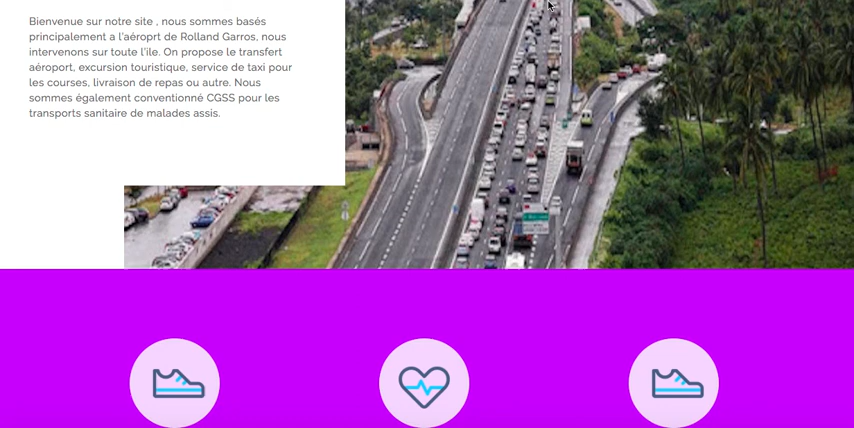 Bienvenue sur notre site , nous sommes basés
principalement a l'aéroprt de Rolland Garros, nous
intervenons sur toute l'ile. On propose le transfert
aéroport, excursion touristique, service de taxi pour
les courses, livraison de repas ou autre. Nous
sommes également conventionné CGSS pour les
transports sanitaire de malades assis.